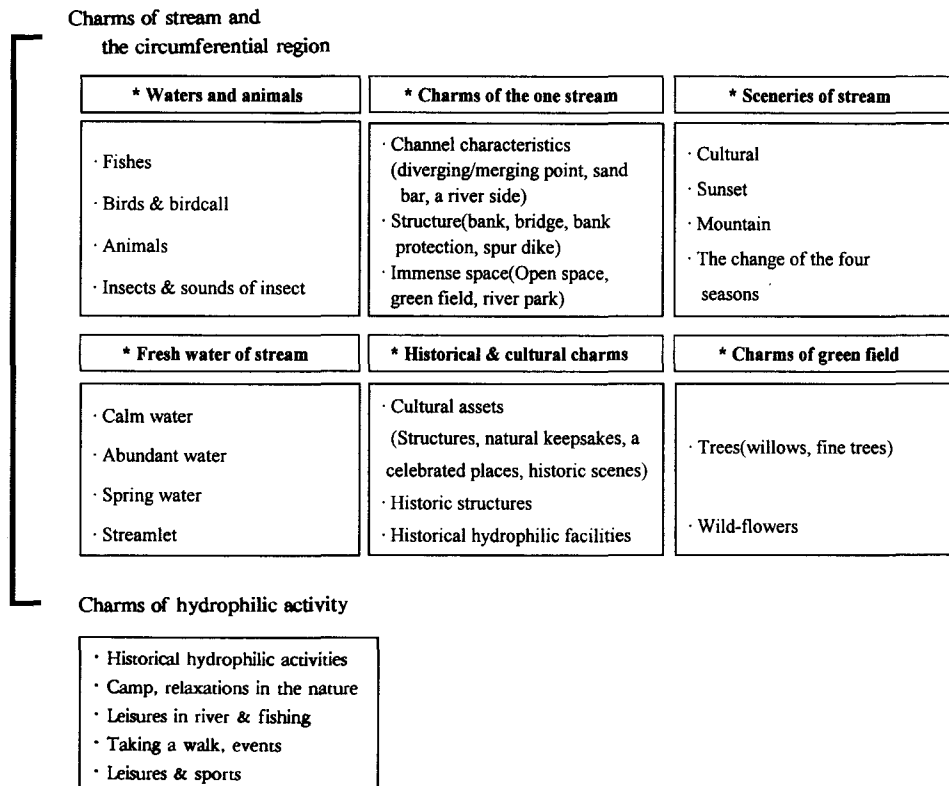 Charms of stream and
the circumferential region
* Waters and animals
· Fishes
· Birds & birdcall
· Animals
· Insects & sounds of insect
* Charms of the one stream
· Channel characteristics
(diverging/merging point, sand
bar, a river side)
· Structure(bank, bridge, bank
protection, spur dike)
· Immense space(Open space,
green field, river park)
* Sceneries of stream
· Cultural
· Sunset
· Mountain
· The change of the four
seasons
* Fresh water of stream
· Calm water
· Abundant water
· Spring water
· Streamlet
* Historical & cultural charms
· Cultural assets
(Structures, natural keepsakes, a
celebrated places, historic scenes)
· Historic structures
· Historical hydrophilic facilities
* Charms of green field
· Trees(willows, fine trees)
· Wild-flowers
Charms of hydrophilic activity
· Historical hydrophilic activities
· Camp, relaxations in the nature
· Leisures in river & fishing
· Taking a walk, events
· Leisures & sports